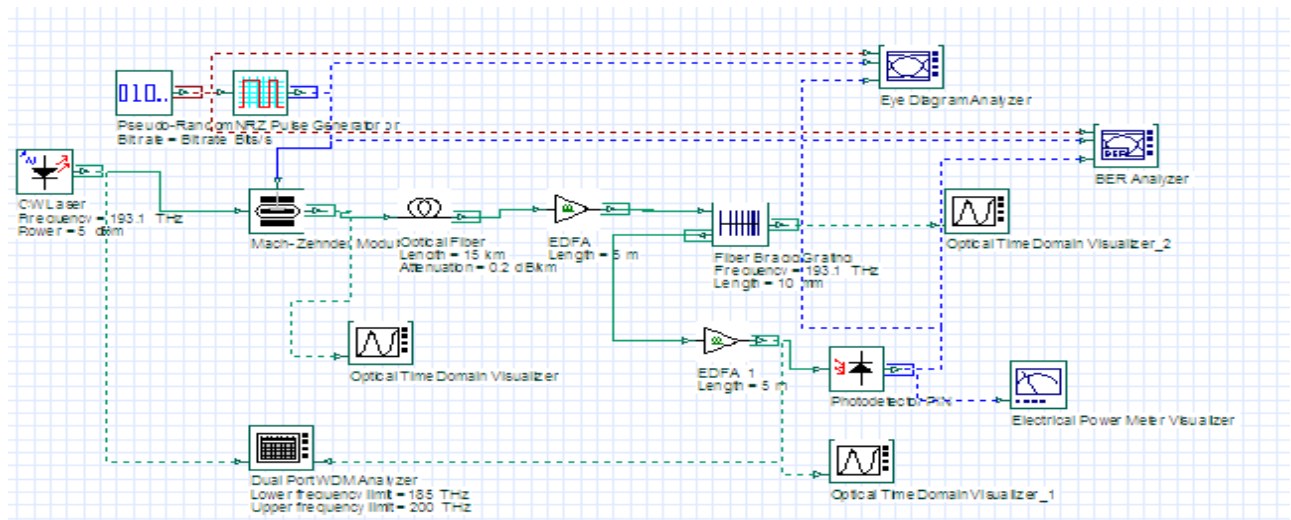 Eye Diagram Analyzer
010..
Pseudo-Random NRZ Pulse Generator or
Bitrate = Bitrate Bits/s
BER
BER Analyzer
CW Laser
Frequency = 193.1 THz
Power = 5 dBm
Mach-Zehnder Modu
Optical Fiber
Length = 15 km
Attenuation = 0.2 dB/km
EDFA
Length = 5 m
Fiber Bragg Grating
Frequency = 193.1 THz
Length = 10 mm
Optical Time Domain Visualizer_2
Optical Time Domain Visualizer
EDFA_1
Length = 5 m
Photodetector PIN
Electrical Power Meter Visualizer
Dual Port WDM Analyzer
Lower frequency limit = 185 THz
Upper frequency limit = 200 THz
Optical Time Domain Visualizer_1